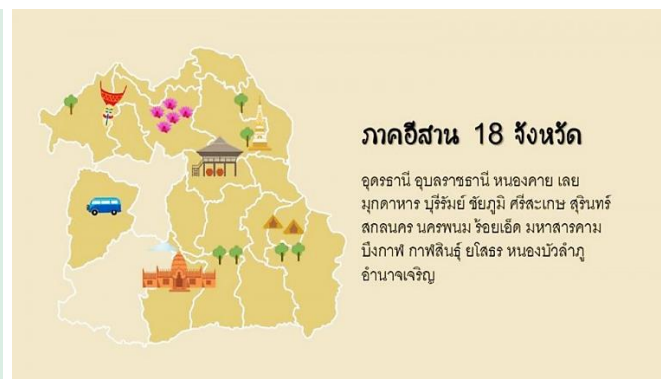 ภาคอีสาน 18 จังหวัด
อุดรธานี อุบลราชธานี หนองคาย เลย
มุกดาหาร บุรีรัมย์ ชัยภูมิ ศรีสะเกษ สุรินทร์
สกลนคร นครพนม ร้อยเอ็ด มหาสารคาม
บึงกาฬ กาฬสินธุ์ ยโสธร หนองบัวลำภู
อำนาจเจริญ